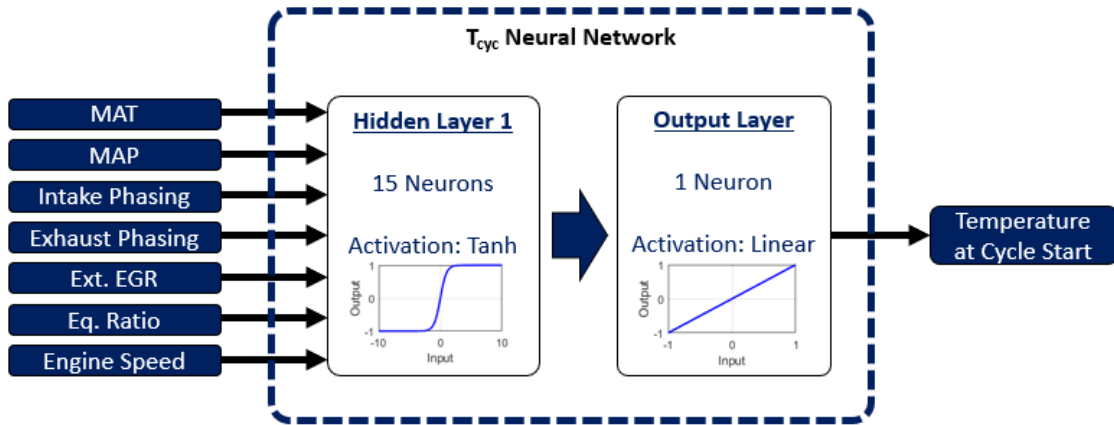 T_cyc Neural Network
MAT
MAP
Intake Phasing
Exhaust Phasing
Ext. EGR
Eq. Ratio
Engine Speed
Hidden Layer 1
15 Neurons
Activation: Tanh
Output
1
0
-1
-10
0
10
Input
Output Layer
1 Neuron
Activation: Linear
Output
1
0
-1
-1
0
1
Input
Temperature
at Cycle Start